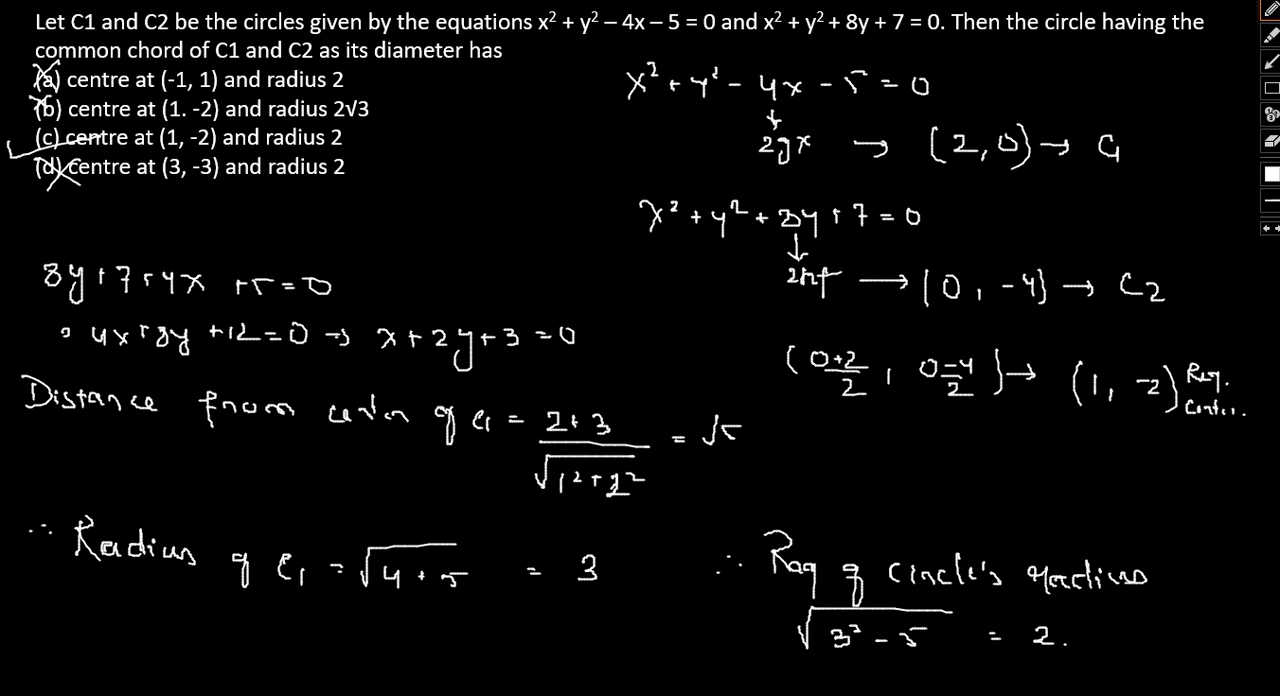 Let C1 and C2 be the circles given by the equations x² + y² – 4x – 5 = 0 and x² + y² + 8y + 7 = 0. Then the circle having the
common chord of C1 and C2 as its diameter has
(a) centre at (-1, 1) and radius 2
(b) centre at (1. -2) and radius 2√3
(c) centre at (1, -2) and radius 2
(d) centre at (3, -3) and radius 2
x² + y² - 4x - 5 = 0
2gx → (2, 0) → C1
x² + y² + 8y + 7 = 0
→ (0, -4) → C2
8y + 7 + 4x + 5 = 0
4x + 8y + 12 = 0 → x + 2y + 3 = 0
(0+2/2, 0-4/2) → (1, -2) Req. Center.
Distance from center of C1 = 2+3/√1²+2² = √5
∴ Radius of C1 = √4+5 = 3
∴ Raq of circle's radius
√3²-5 = 2.